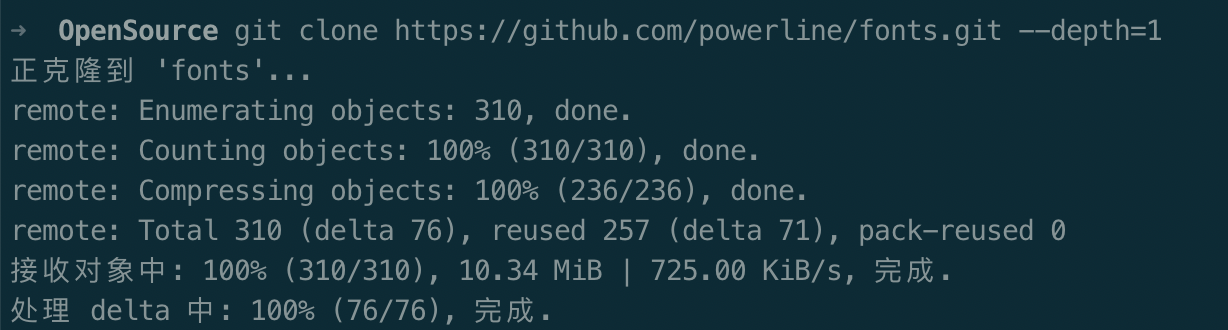 → OpenSource git clone https://github.com/powerline/fonts.git --depth=1
正克隆到 'fonts'...
remote: Enumerating objects: 310, done.
remote: Counting objects: 100% (310/310), done.
remote: Compressing objects: 100% (236/236), done.
remote: Total 310 (delta 76), reused 257 (delta 71), pack-reused 0
接收对象中: 100% (310/310), 10.34 MiB | 725.00 KiB/s, 完成.
处理 delta 中: 100% (76/76), 完成.